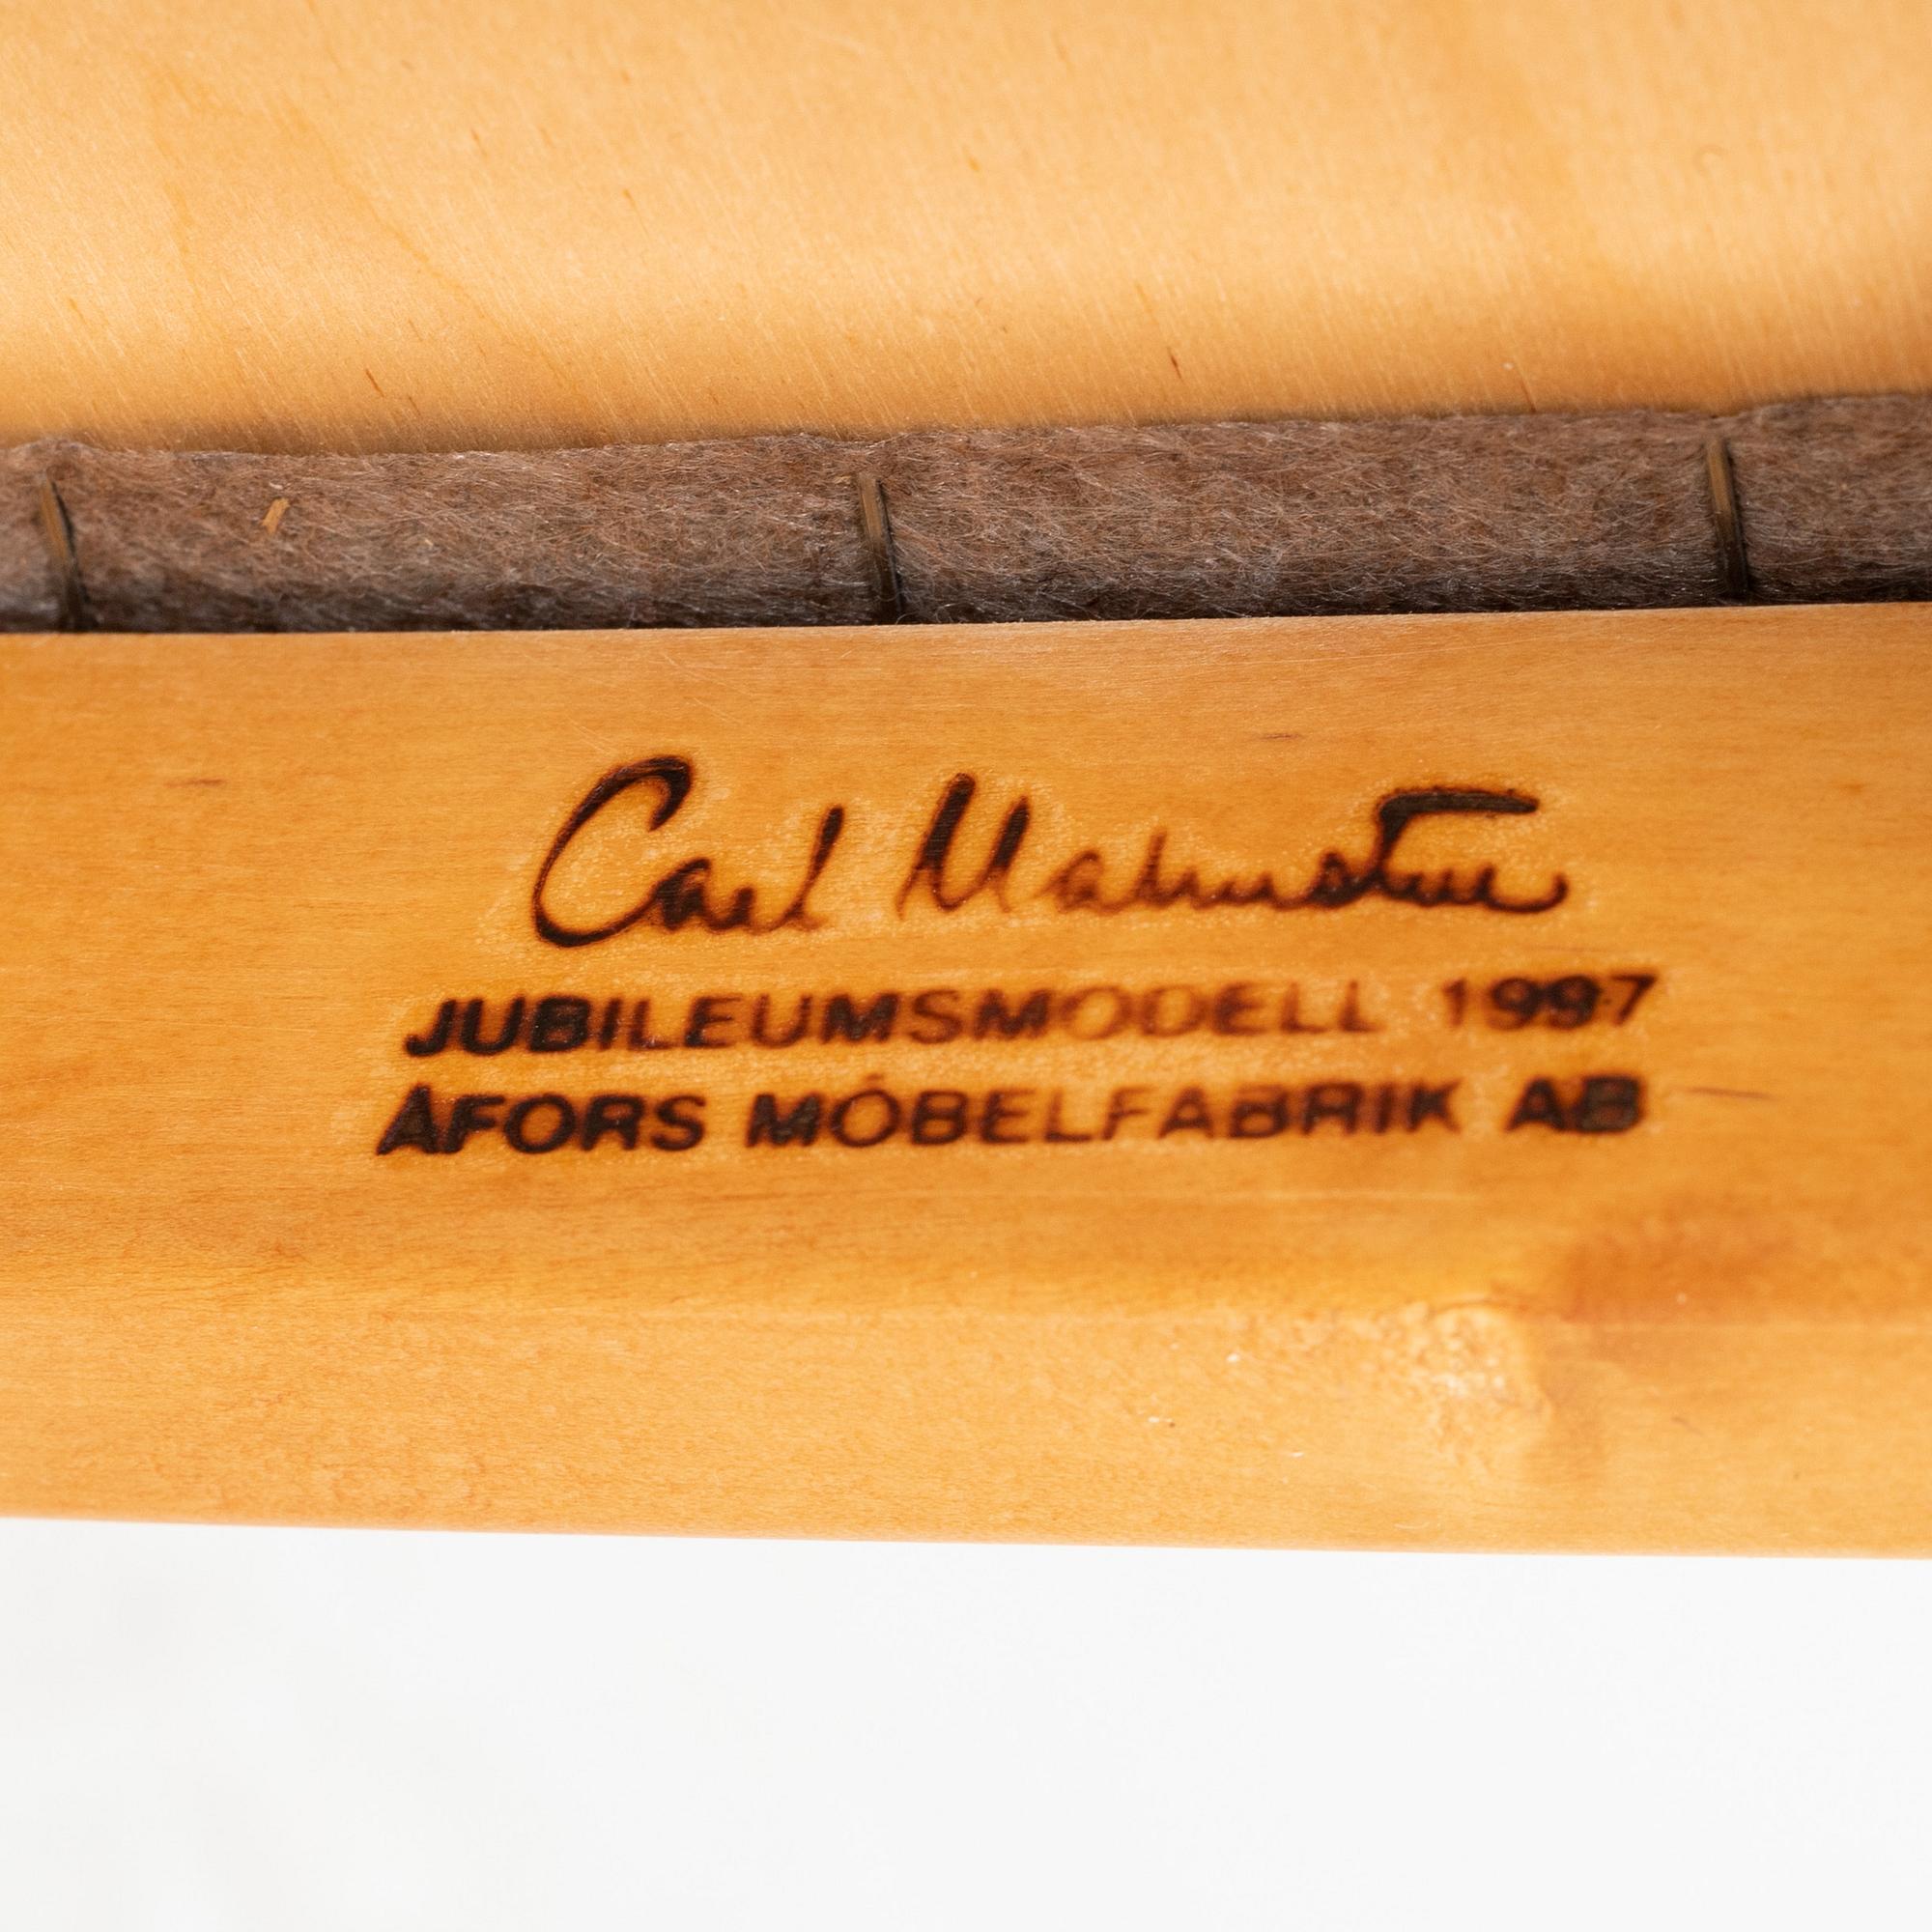 Carl Malmsten
JUBILEUMSMODELL 1997
ÅFORS MÖBELFABRIK AB